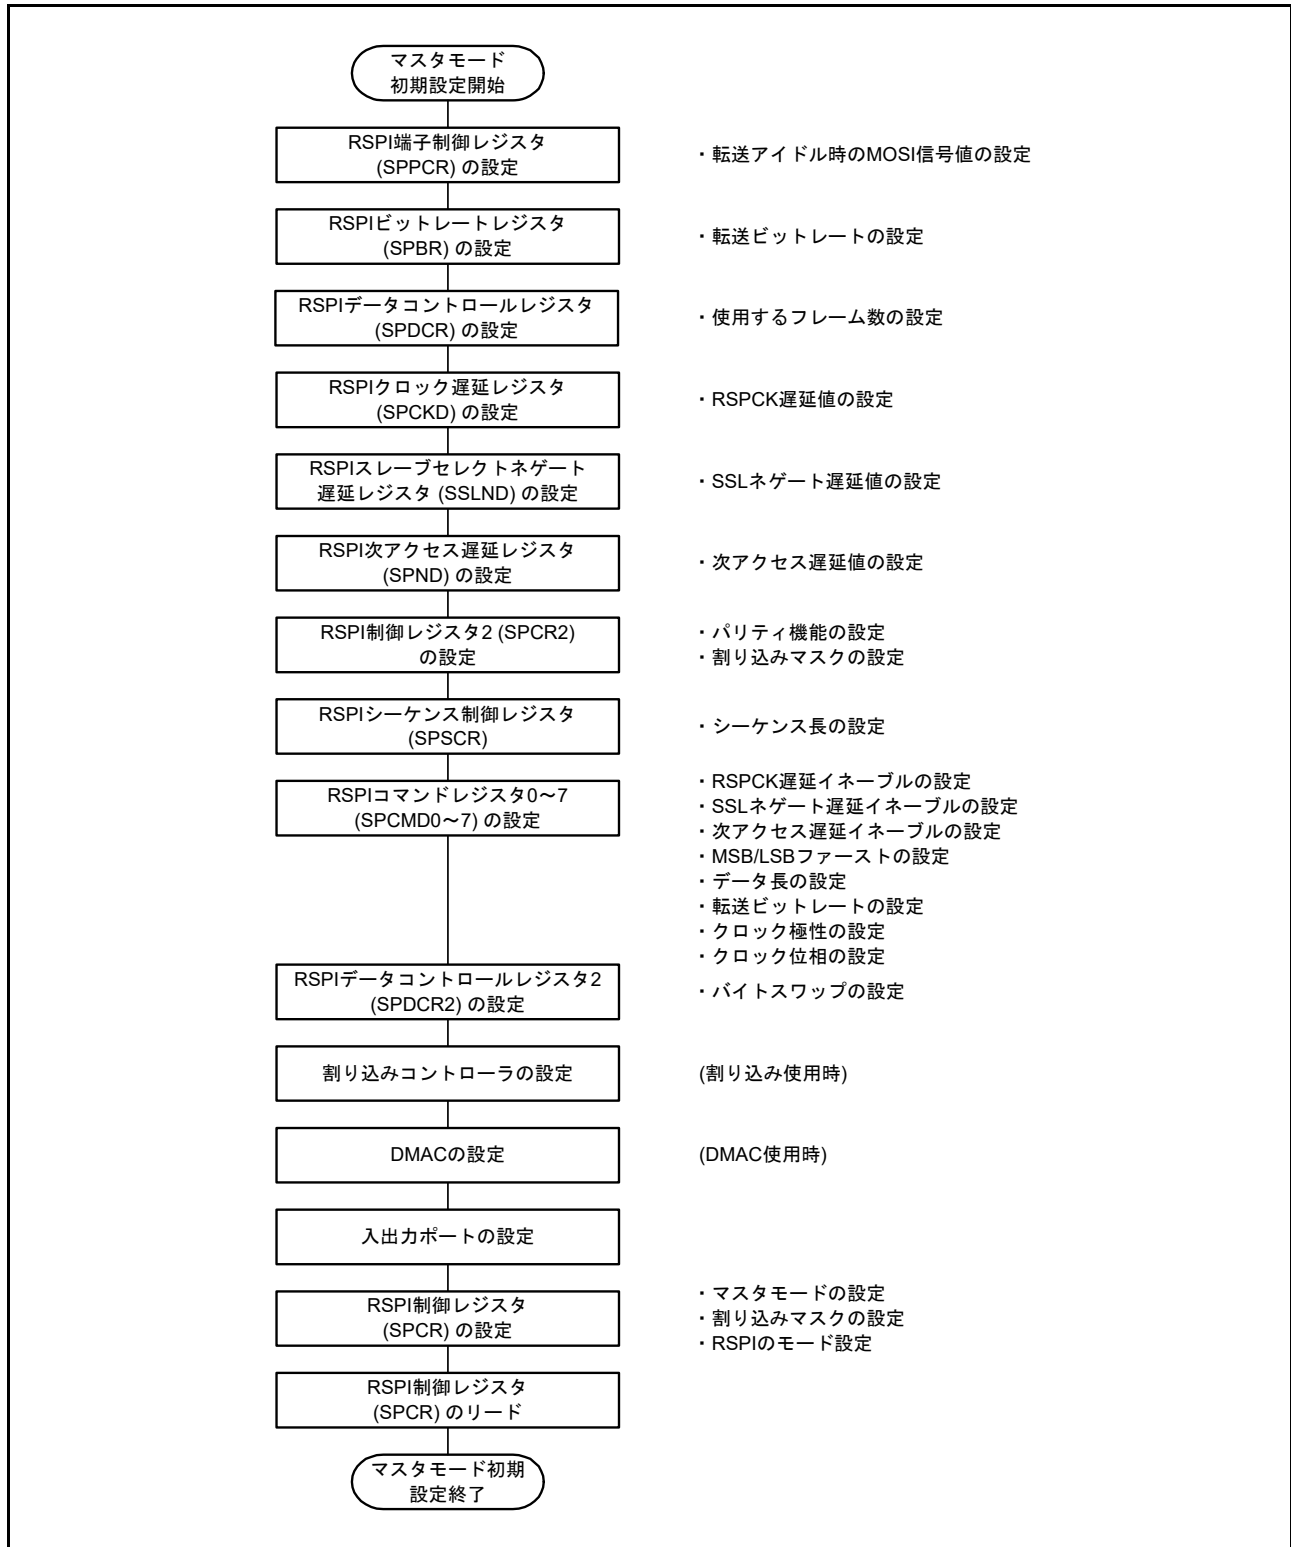 マスタモード
初期設定開始
RSPI端子制御レジスタ
(SPPCR) の設定
・転送アイドル時のMOSI信号値の設定
RSPIビットレートレジスタ
(SPBR) の設定
・転送ビットレートの設定
RSPIデータコントロールレジスタ
(SPDCR) の設定
・使用するフレーム数の設定
RSPIクロック遅延レジスタ
(SPCKD) の設定
・RSPCK遅延値の設定
RSPIスレーブセレクトネゲート
遅延レジスタ (SSLND) の設定
・SSLネゲート遅延値の設定
RSPI次アクセス遅延レジスタ
(SPND) の設定
・次アクセス遅延値の設定
RSPI制御レジスタ2 (SPCR2)
の設定
・パリティ機能の設定
・割り込みマスクの設定
RSPIシーケンス制御レジスタ
(SPSCR)
・シーケンス長の設定
RSPIコマンドレジスタ0～7
(SPCMD0～7) の設定
・RSPCK遅延イネーブルの設定
・SSLネゲート遅延イネーブルの設定
・次アクセス遅延イネーブルの設定
・MSB/LSBファーストの設定
・データ長の設定
・転送ビットレートの設定
・クロック極性の設定
・クロック位相の設定
RSPIデータコントロールレジスタ2
(SPDCR2) の設定
・バイトスワップの設定
割り込みコントローラの設定
(割り込み使用時)
DMACの設定
(DMAC使用時)
入出力ポートの設定
RSPI制御レジスタ
(SPCR) の設定
・マスタモードの設定
・割り込みマスクの設定
・RSPIのモード設定
RSPI制御レジスタ
(SPCR) のリード
マスタモード初期
設定終了